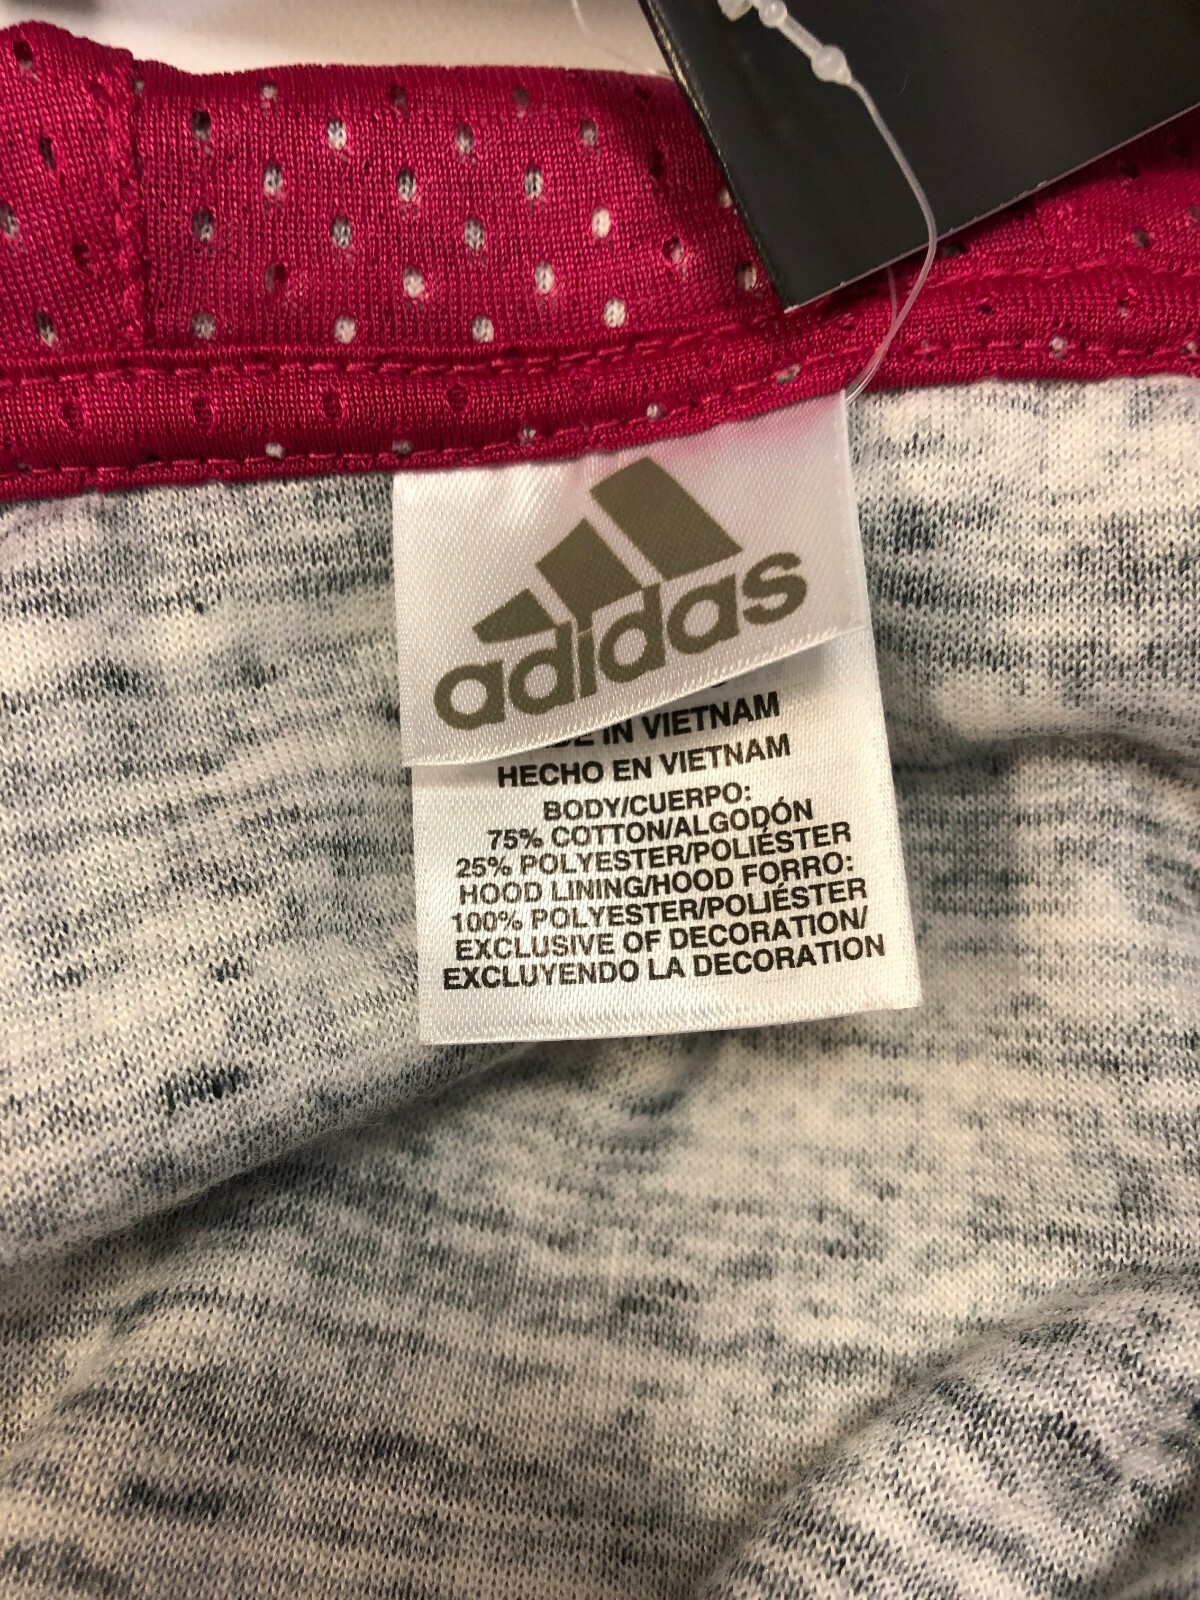 adidas
IN VIETNAM
HECHO EN VIETNAM
BODY/CUERPO:
75% COTTON/ALGODÓN
25% POLYESTER/POLIÉSTER
HOOD LINING/HOOD FORRO:
100% POLYESTER/POLIÉSTER
EXCLUSIVE OF DECORATION/
EXCLUYENDO LA DECORATION